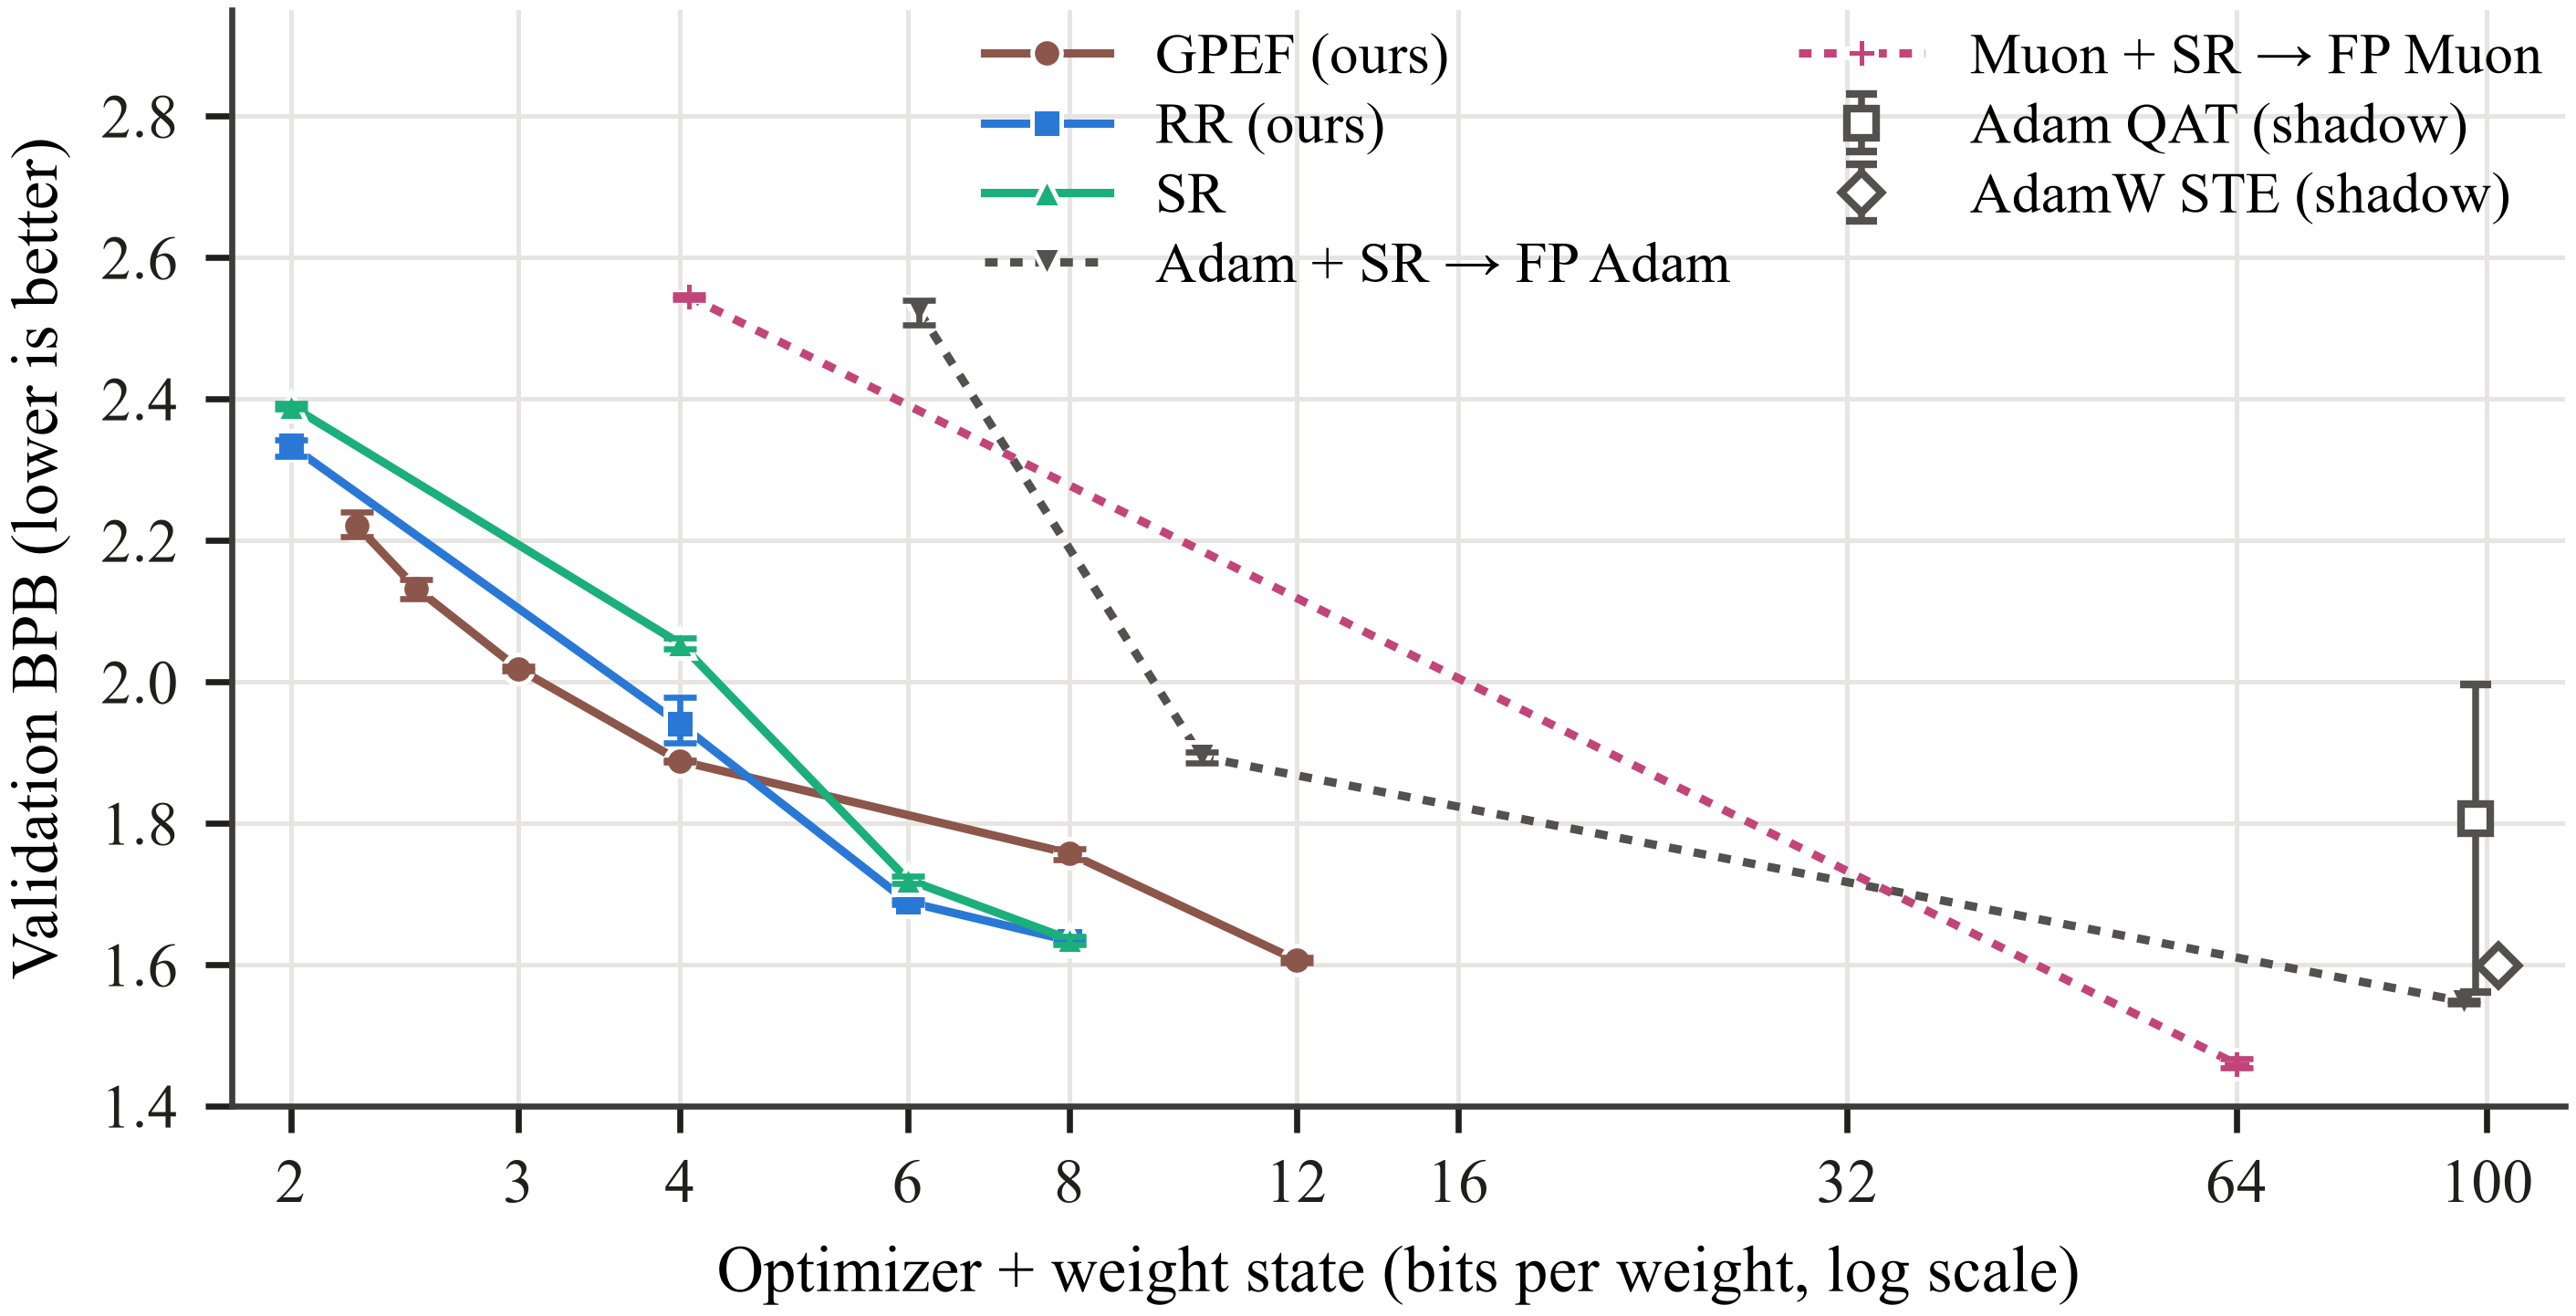 GPEF (ours)
RR (ours)
SR
Adam + SR → FP Adam
Muon + SR → FP Muon
Adam QAT (shadow)
AdamW STE (shadow)
Validation BPB (lower is better)
2.8
2.6
2.4
2.2
2.0
1.8
1.6
1.4
2 3 4 6 8 12 16 32 64 100
Optimizer + weight state (bits per weight, log scale)